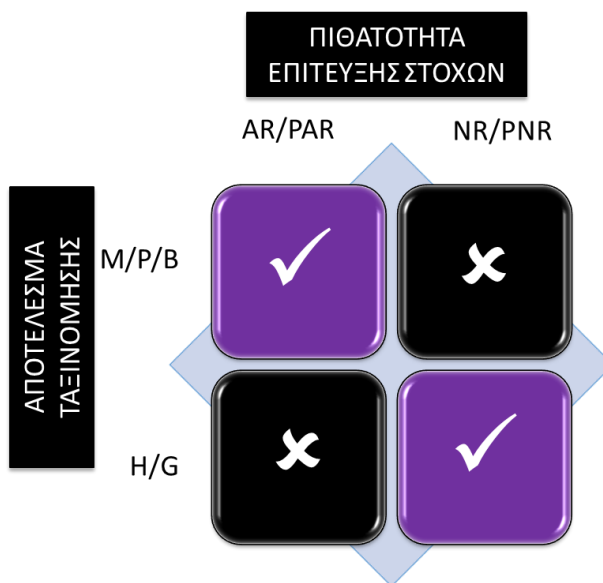 ΠΙΘΑΤΟΤΗΤΑ
ΕΠΙΤΕΥΞΗΣ ΣΤΟΧΩΝ
AR/PAR
NR/PNR
ΑΠΟΤΕΛΕΣΜΑ
ΤΑΞΙΝΟΜΗΣΗΣ
M/P/B
H/G